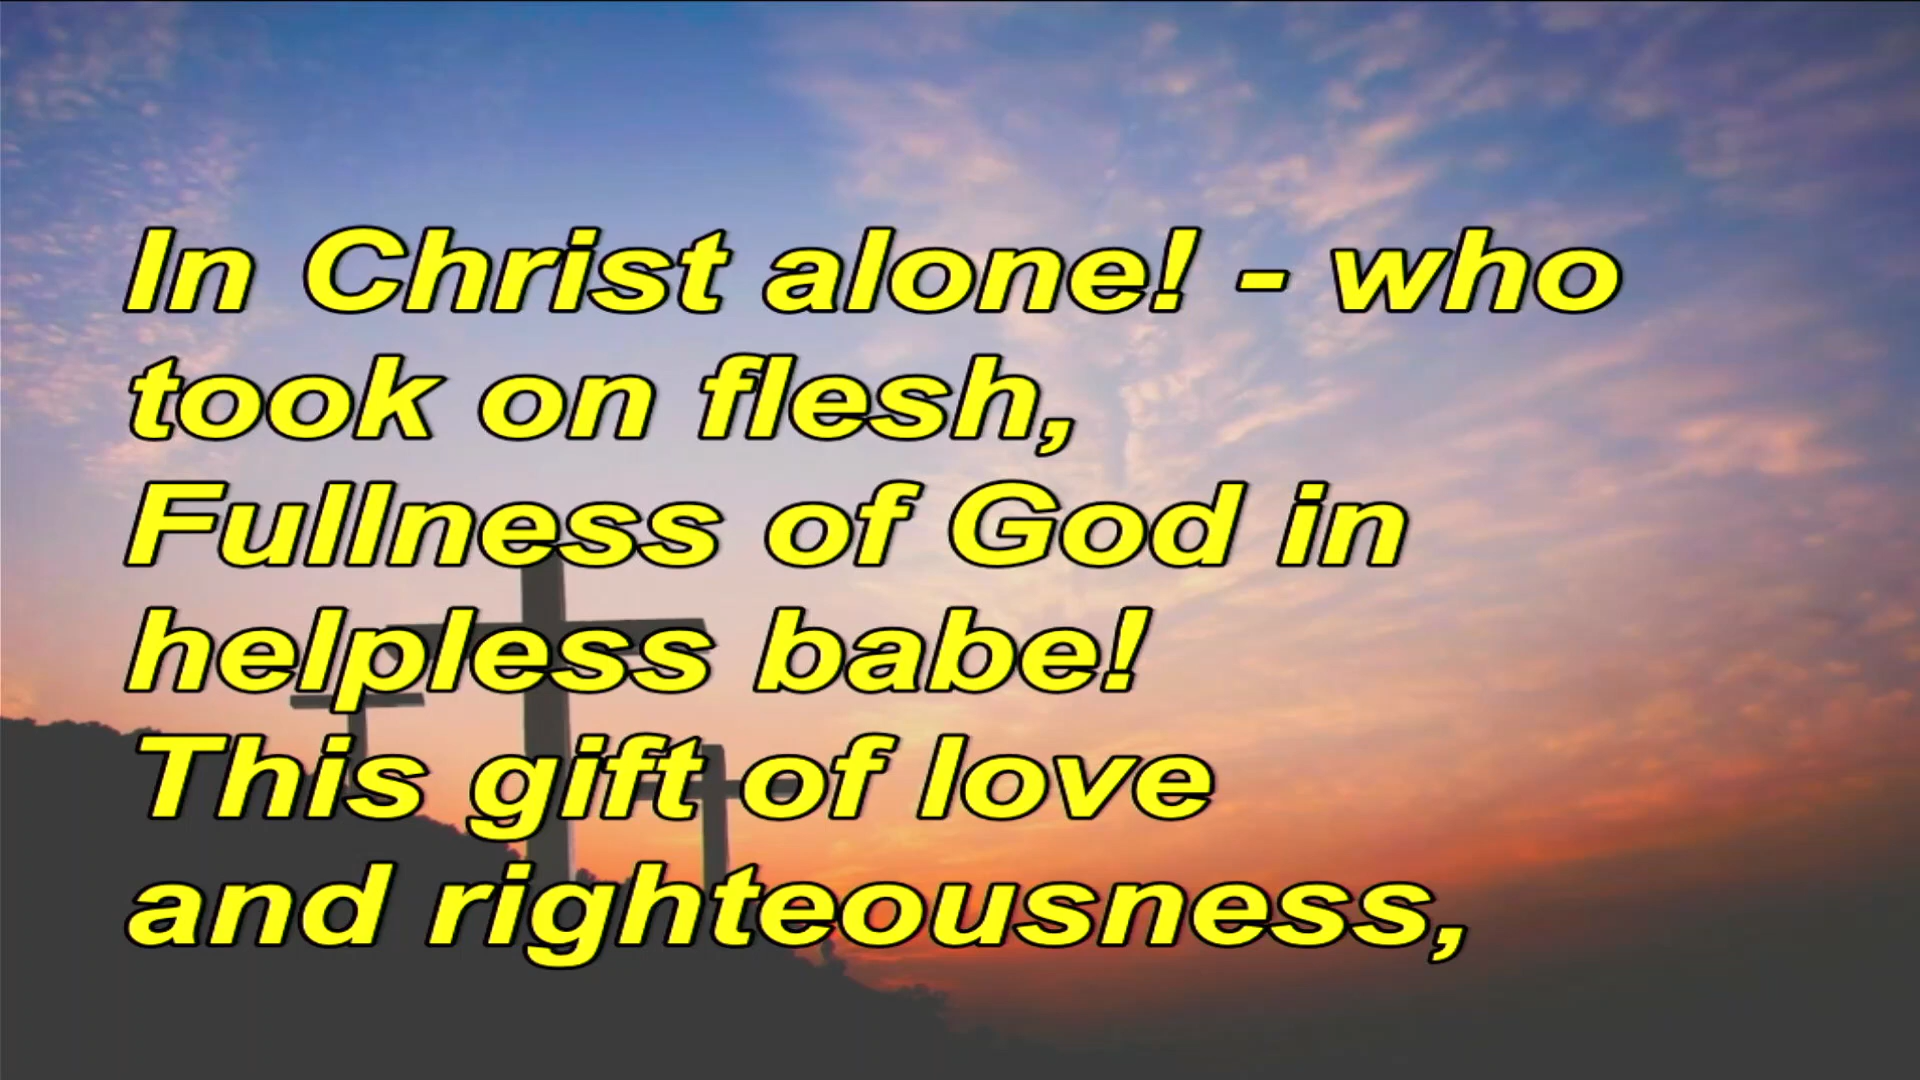 In Christ alone! - who
took on flesh,
Fullness of God in
helpless babe!
This gift of love
and righteousness,